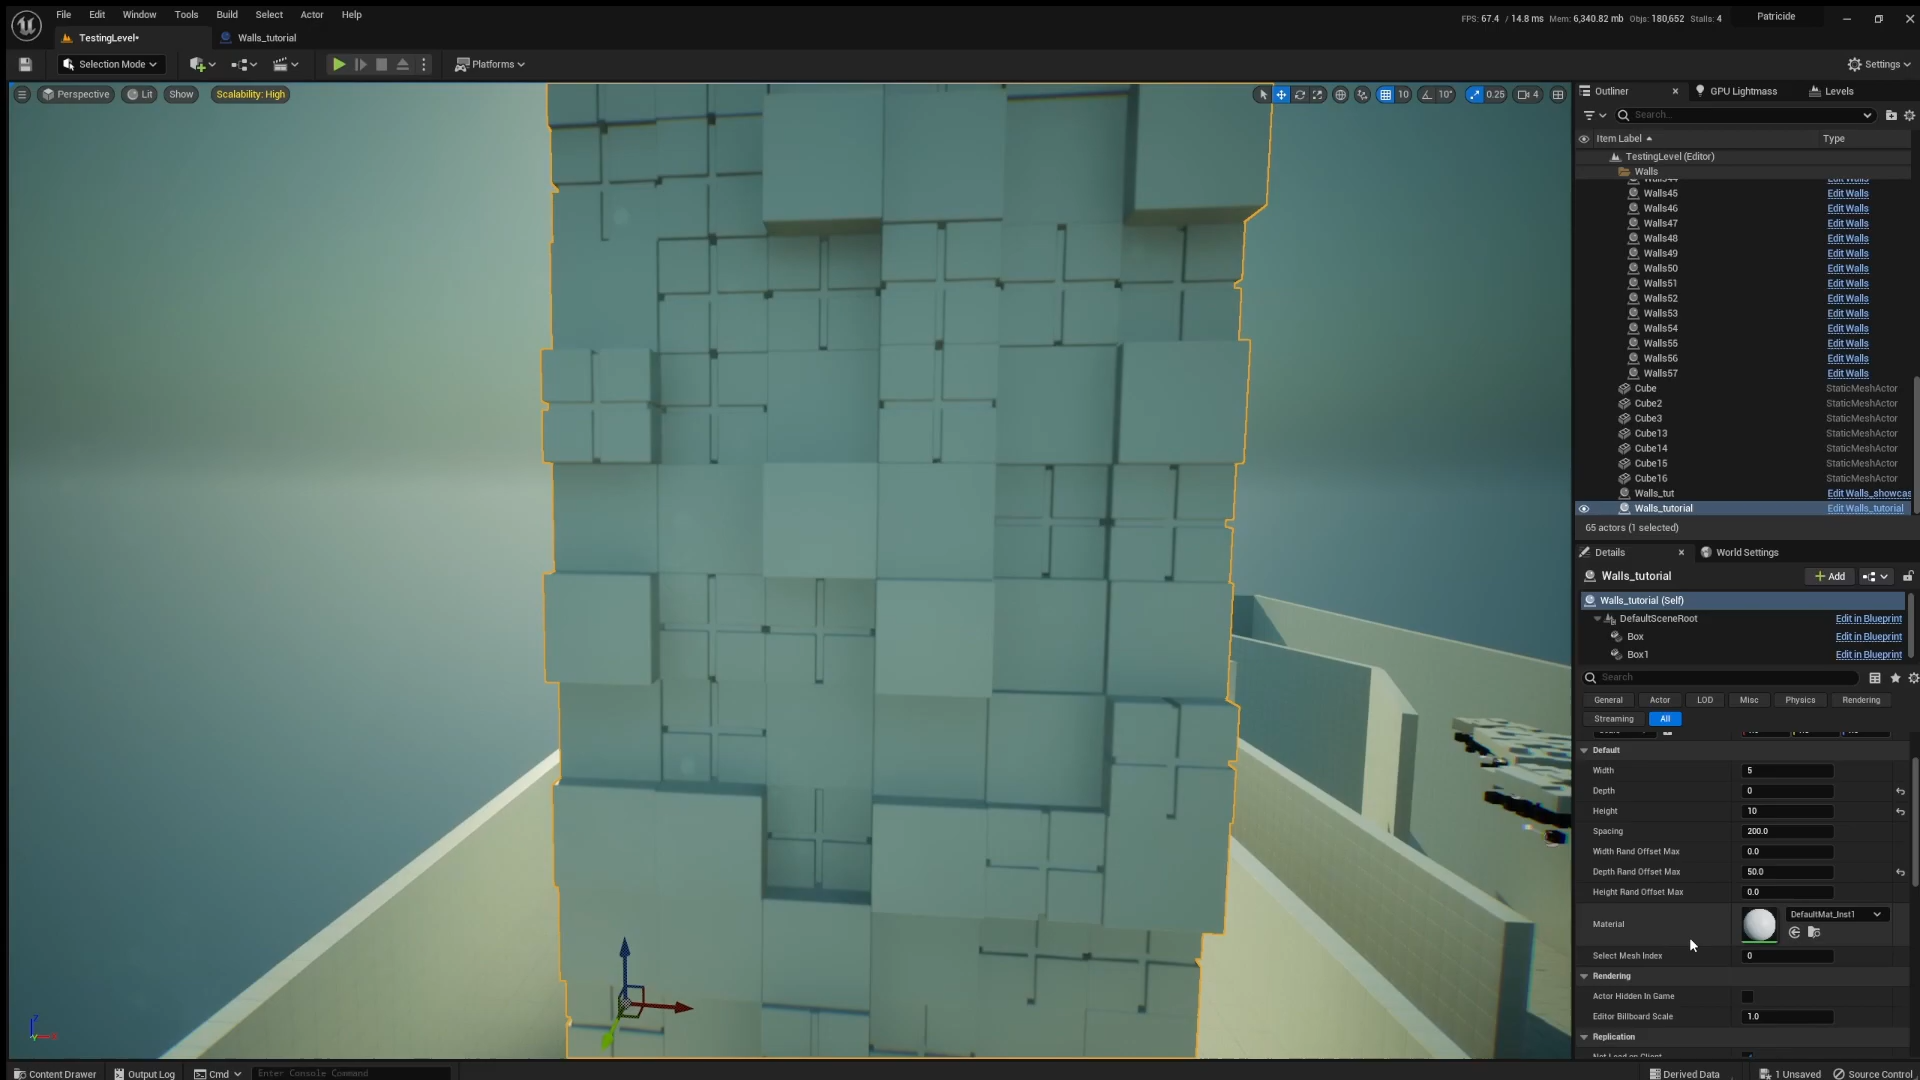 File Edit Window Tools Build Select Actor Help
FPS: 67.4 / 14.8 ms Mem: 6,340.82 mb Objs: 180,652 Stalls: 4
Patricide
TestingLevel*
Walls_tutorial
Selection Mode
Platforms
Settings
Perspective Lit Show Scalability: High
10 10° 0.25 4
Outliner GPU Lightmass Levels
Search...
Item Label Type
TestingLevel (Editor)
Walls
Walls44 Edit Walls
Walls45 Edit Walls
Walls46 Edit Walls
Walls47 Edit Walls
Walls48 Edit Walls
Walls49 Edit Walls
Walls50 Edit Walls
Walls51 Edit Walls
Walls52 Edit Walls
Walls53 Edit Walls
Walls54 Edit Walls
Walls55 Edit Walls
Walls56 Edit Walls
Walls57 Edit Walls
Cube StaticMeshActor
Cube2 StaticMeshActor
Cube3 StaticMeshActor
Cube13 StaticMeshActor
Cube14 StaticMeshActor
Cube15 StaticMeshActor
Cube16 StaticMeshActor
Walls_tut Edit Walls_showcas
Walls_tutorial Edit Walls_tutorial
65 actors (1 selected)
Details World Settings
Walls_tutorial
Add
Walls_tutorial (Self)
DefaultSceneRoot Edit in Blueprint
Box Edit in Blueprint
Box1 Edit in Blueprint
Search
General Actor LOD Misc Physics Rendering
Streaming All
Default
Width 5
Depth 0
Height 10
Spacing 200.0
Width Rand Offset Max 0.0
Depth Rand Offset Max 50.0
Height Rand Offset Max 0.0
Material DefaultMat_Inst1
Select Mesh Index 0
Rendering
Actor Hidden In Game
Editor Billboard Scale 1.0
Replication
Net Load on Client
Content Drawer Output Log Cmd Enter Console Command
Derived Data 1 Unsaved Source Control